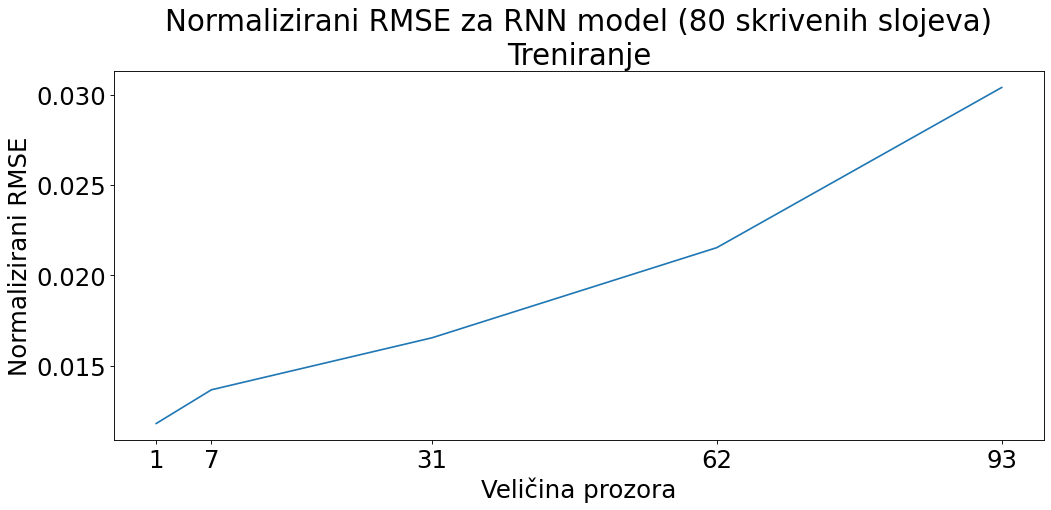 Normalizirani RMSE za RNN model (80 skrivenih slojeva)
Treniranje
Normalizirani RMSE
0.030
0.025
0.020
0.015
1 7 31 62 93
Veličina prozora